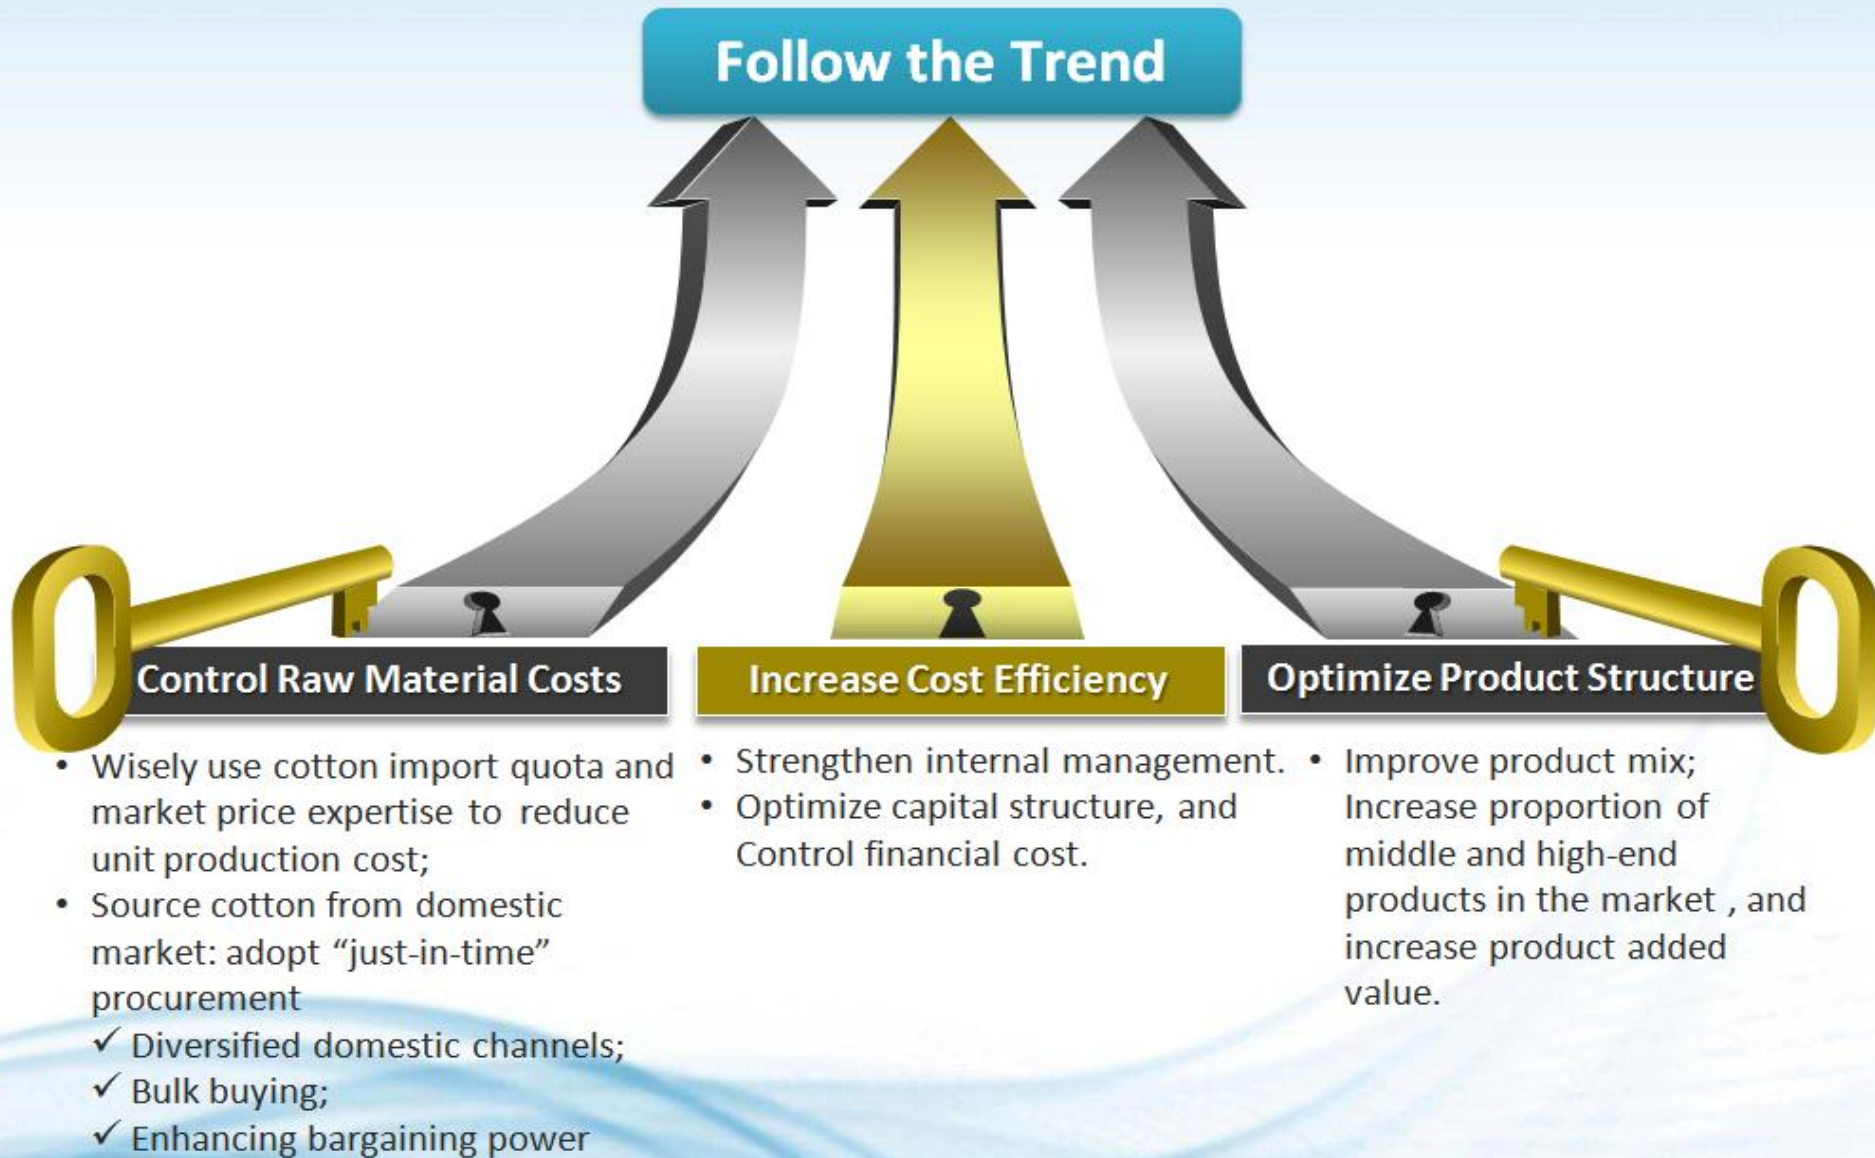 Follow the Trend
Control Raw Material Costs
• Wisely use cotton import quota and
market price expertise to reduce
unit production cost;
• Source cotton from domestic
market: adopt “just-in-time”
procurement
✓ Diversified domestic channels;
✓ Bulk buying;
✓ Enhancing bargaining power
Increase Cost Efficiency
• Strengthen internal management.
• Optimize capital structure, and
Control financial cost.
Optimize Product Structure
• Improve product mix;
Increase proportion of
middle and high-end
products in the market , and
increase product added
value.